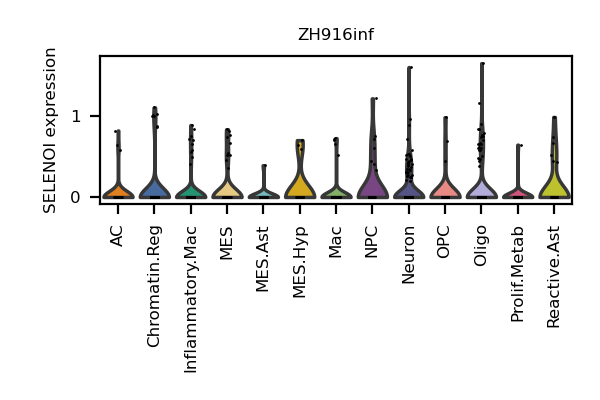 ZH916inf
SELENOI expression
1
0
AC
Chromatin.Reg
Inflammatory.Mac
MES
MES.Ast
MES.Hyp
Mac
NPC
Neuron
OPC
Oligo
Prolif.Metab
Reactive.Ast